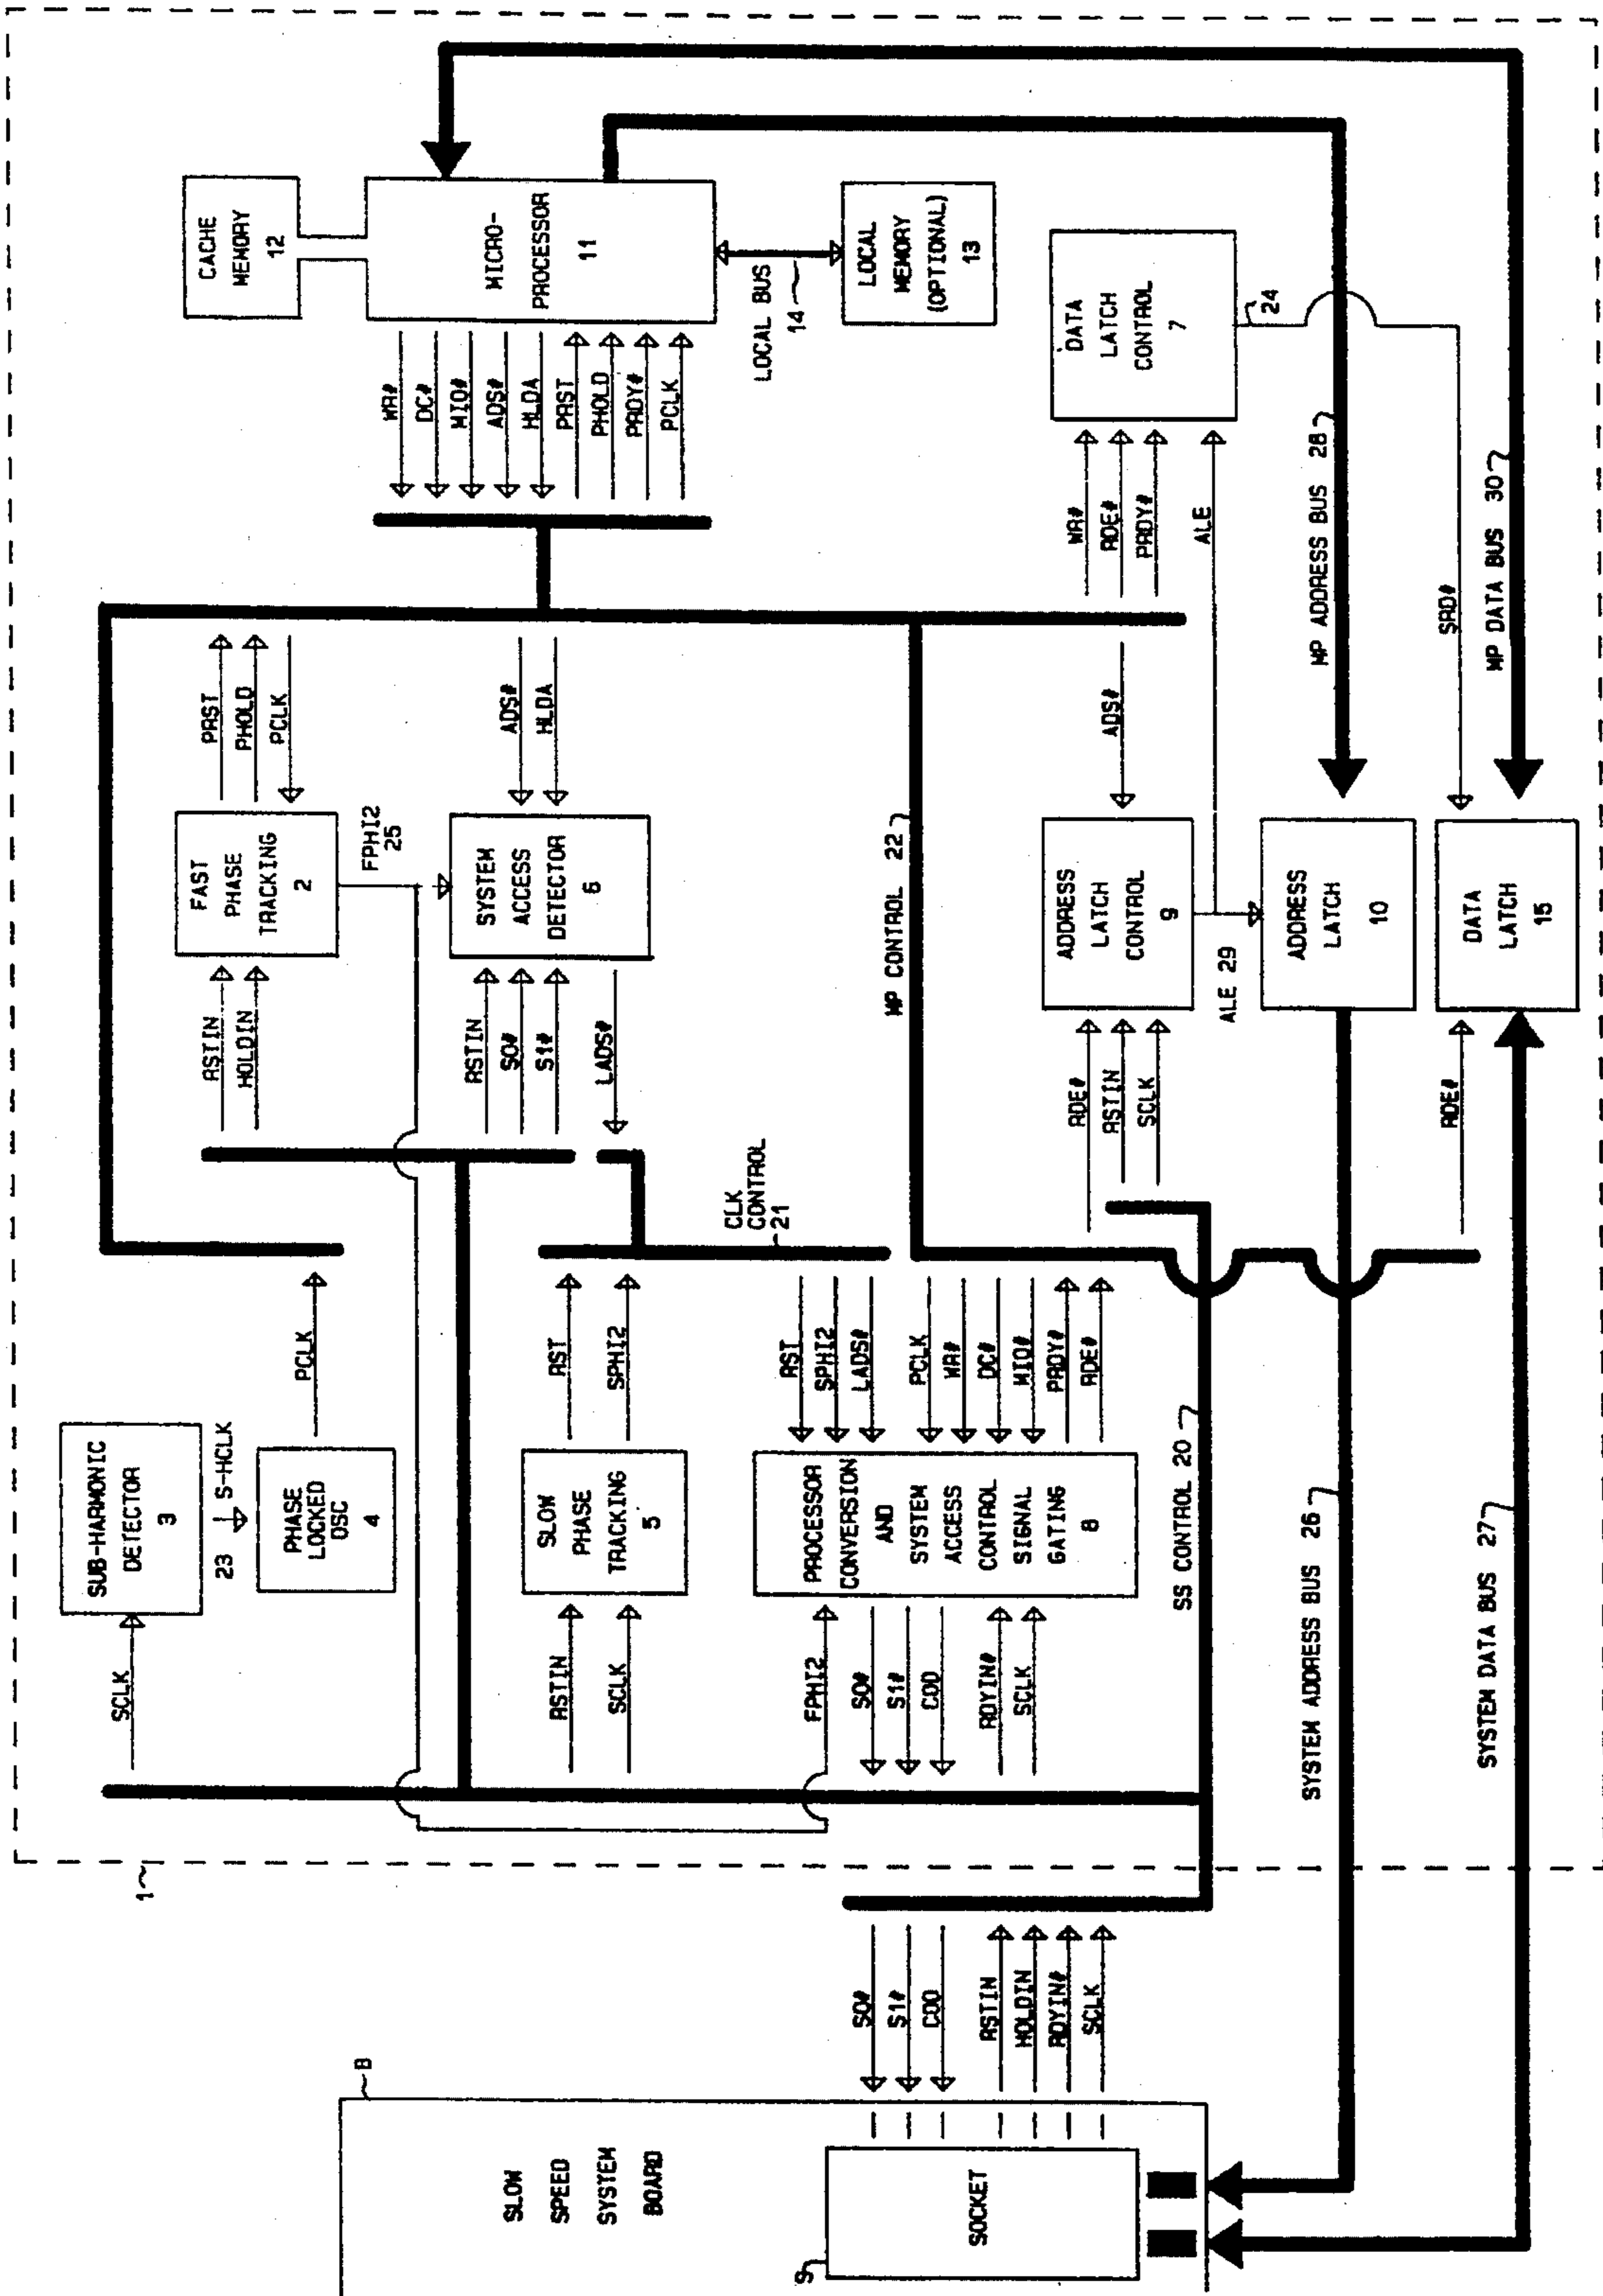 CACHE
MEMORY
12
MICRO-
PROCESSOR
11
LOCAL BUS
14
LOCAL
MEMORY
(OPTIONAL)
13
WR#
DC#
MIO#
ADS#
HLDA
PRST
PHOLD
PRDY#
PCLK
DATA
LATCH
CONTROL
7
24
WR#
RDE#
PRDY#
ALE
MP ADDRESS BUS 28
SRD#
MP DATA BUS 30
PRST
PHOLD
PCLK
FAST
PHASE
TRACKING
2
FPHI2
25
RSTIN
HOLDIN
ADS#
HLDA
SYSTEM
ACCESS
DETECTOR
6
RSTIN
S0#
S1#
LADS#
MP CONTROL 22
ADS#
ADDRESS
LATCH
CONTROL
9
ALE 29
RDE#
RSTIN
SCLK
ADDRESS
LATCH
10
DATA
LATCH
15
RDE#
CLK
CONTROL
21
SUB-HARMONIC
DETECTOR
3
SCLK
23
S-HCLK
PHASE
LOCKED
OSC
4
PCLK
SLOW
PHASE
TRACKING
5
RST
SPHI2
RSTIN
SCLK
PROCESSOR
CONVERSION
AND
SYSTEM
ACCESS
CONTROL
SIGNAL
GATING
8
RST
SPHI2
LADS#
PCLK
WR#
DC#
MIO#
PRDY#
RDE#
FPHI2
S0#
S1#
COD
RDYIN#
SCLK
SS CONTROL 20
SYSTEM ADDRESS BUS 26
SYSTEM DATA BUS 27
1
B
SLOW
SPEED
SYSTEM
BOARD
S0#
S1#
COD
RSTIN
HOLDIN
RDYIN#
SCLK
SOCKET
S